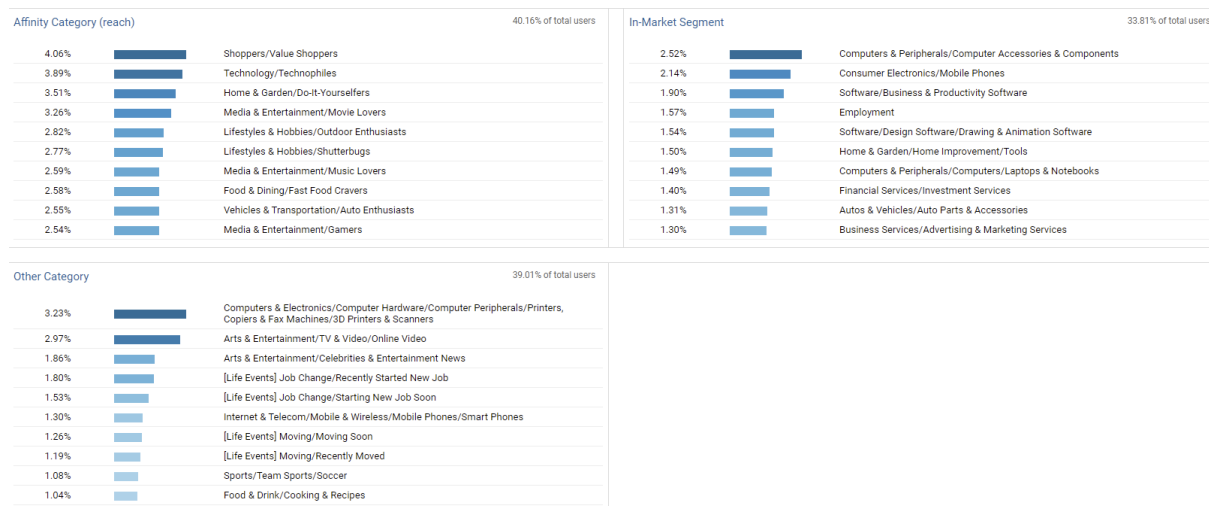 Affinity Category (reach) 40.16% of total users
4.06% Shoppers/Value Shoppers
3.89% Technology/Technophiles
3.51% Home & Garden/Do-It-Yourselfers
3.26% Media & Entertainment/Movie Lovers
2.82% Lifestyles & Hobbies/Outdoor Enthusiasts
2.77% Lifestyles & Hobbies/Shutterbugs
2.59% Media & Entertainment/Music Lovers
2.58% Food & Dining/Fast Food Cravers
2.55% Vehicles & Transportation/Auto Enthusiasts
2.54% Media & Entertainment/Gamers
In-Market Segment 33.81% of total users
2.52% Computers & Peripherals/Computer Accessories & Components
2.14% Consumer Electronics/Mobile Phones
1.90% Software/Business & Productivity Software
1.57% Employment
1.54% Software/Design Software/Drawing & Animation Software
1.50% Home & Garden/Home Improvement/Tools
1.49% Computers & Peripherals/Computers/Laptops & Notebooks
1.40% Financial Services/Investment Services
1.31% Autos & Vehicles/Auto Parts & Accessories
1.30% Business Services/Advertising & Marketing Services
Other Category 39.01% of total users
3.23% Computers & Electronics/Computer Hardware/Computer Peripherals/Printers,
Copiers & Fax Machines/3D Printers & Scanners
2.97% Arts & Entertainment/TV & Video/Online Video
1.86% Arts & Entertainment/Celebrities & Entertainment News
1.80% [Life Events] Job Change/Recently Started New Job
1.53% [Life Events] Job Change/Starting New Job Soon
1.30% Internet & Telecom/Mobile & Wireless/Mobile Phones/Smart Phones
1.26% [Life Events] Moving/Moving Soon
1.19% [Life Events] Moving/Recently Moved
1.08% Sports/Team Sports/Soccer
1.04% Food & Drink/Cooking & Recipes